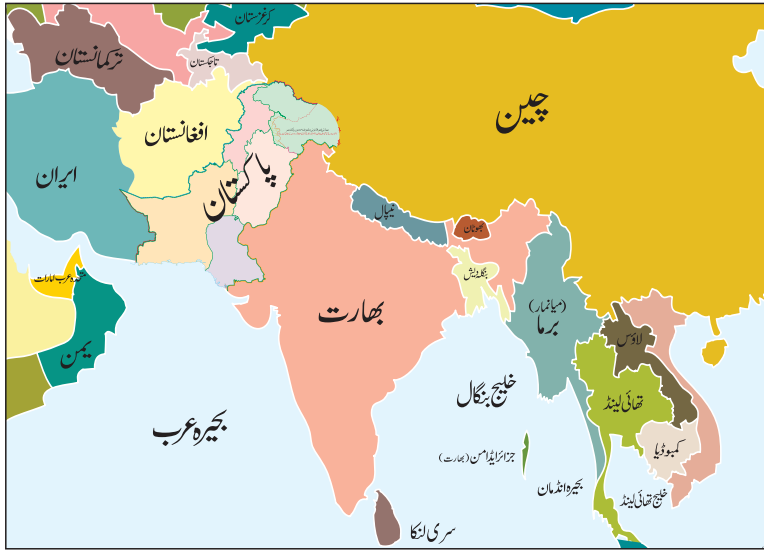 کرغزستان
ترکمانستان
تاجکستان
چین
افغانستان
ایران
پاکستان
نیپال
بھوٹان
متحدہ عرب امارات
بنگلہ دیش
(میانمار)
برما
بھارت
لاؤس
یمن
خلیج بنگال
تھائی لینڈ
بحیرہ عرب
کمبوڈیا
جزائر ایڈامن (بھارت)
بحیرہ انڈمان
خلیج تھائی لینڈ
سری لنکا